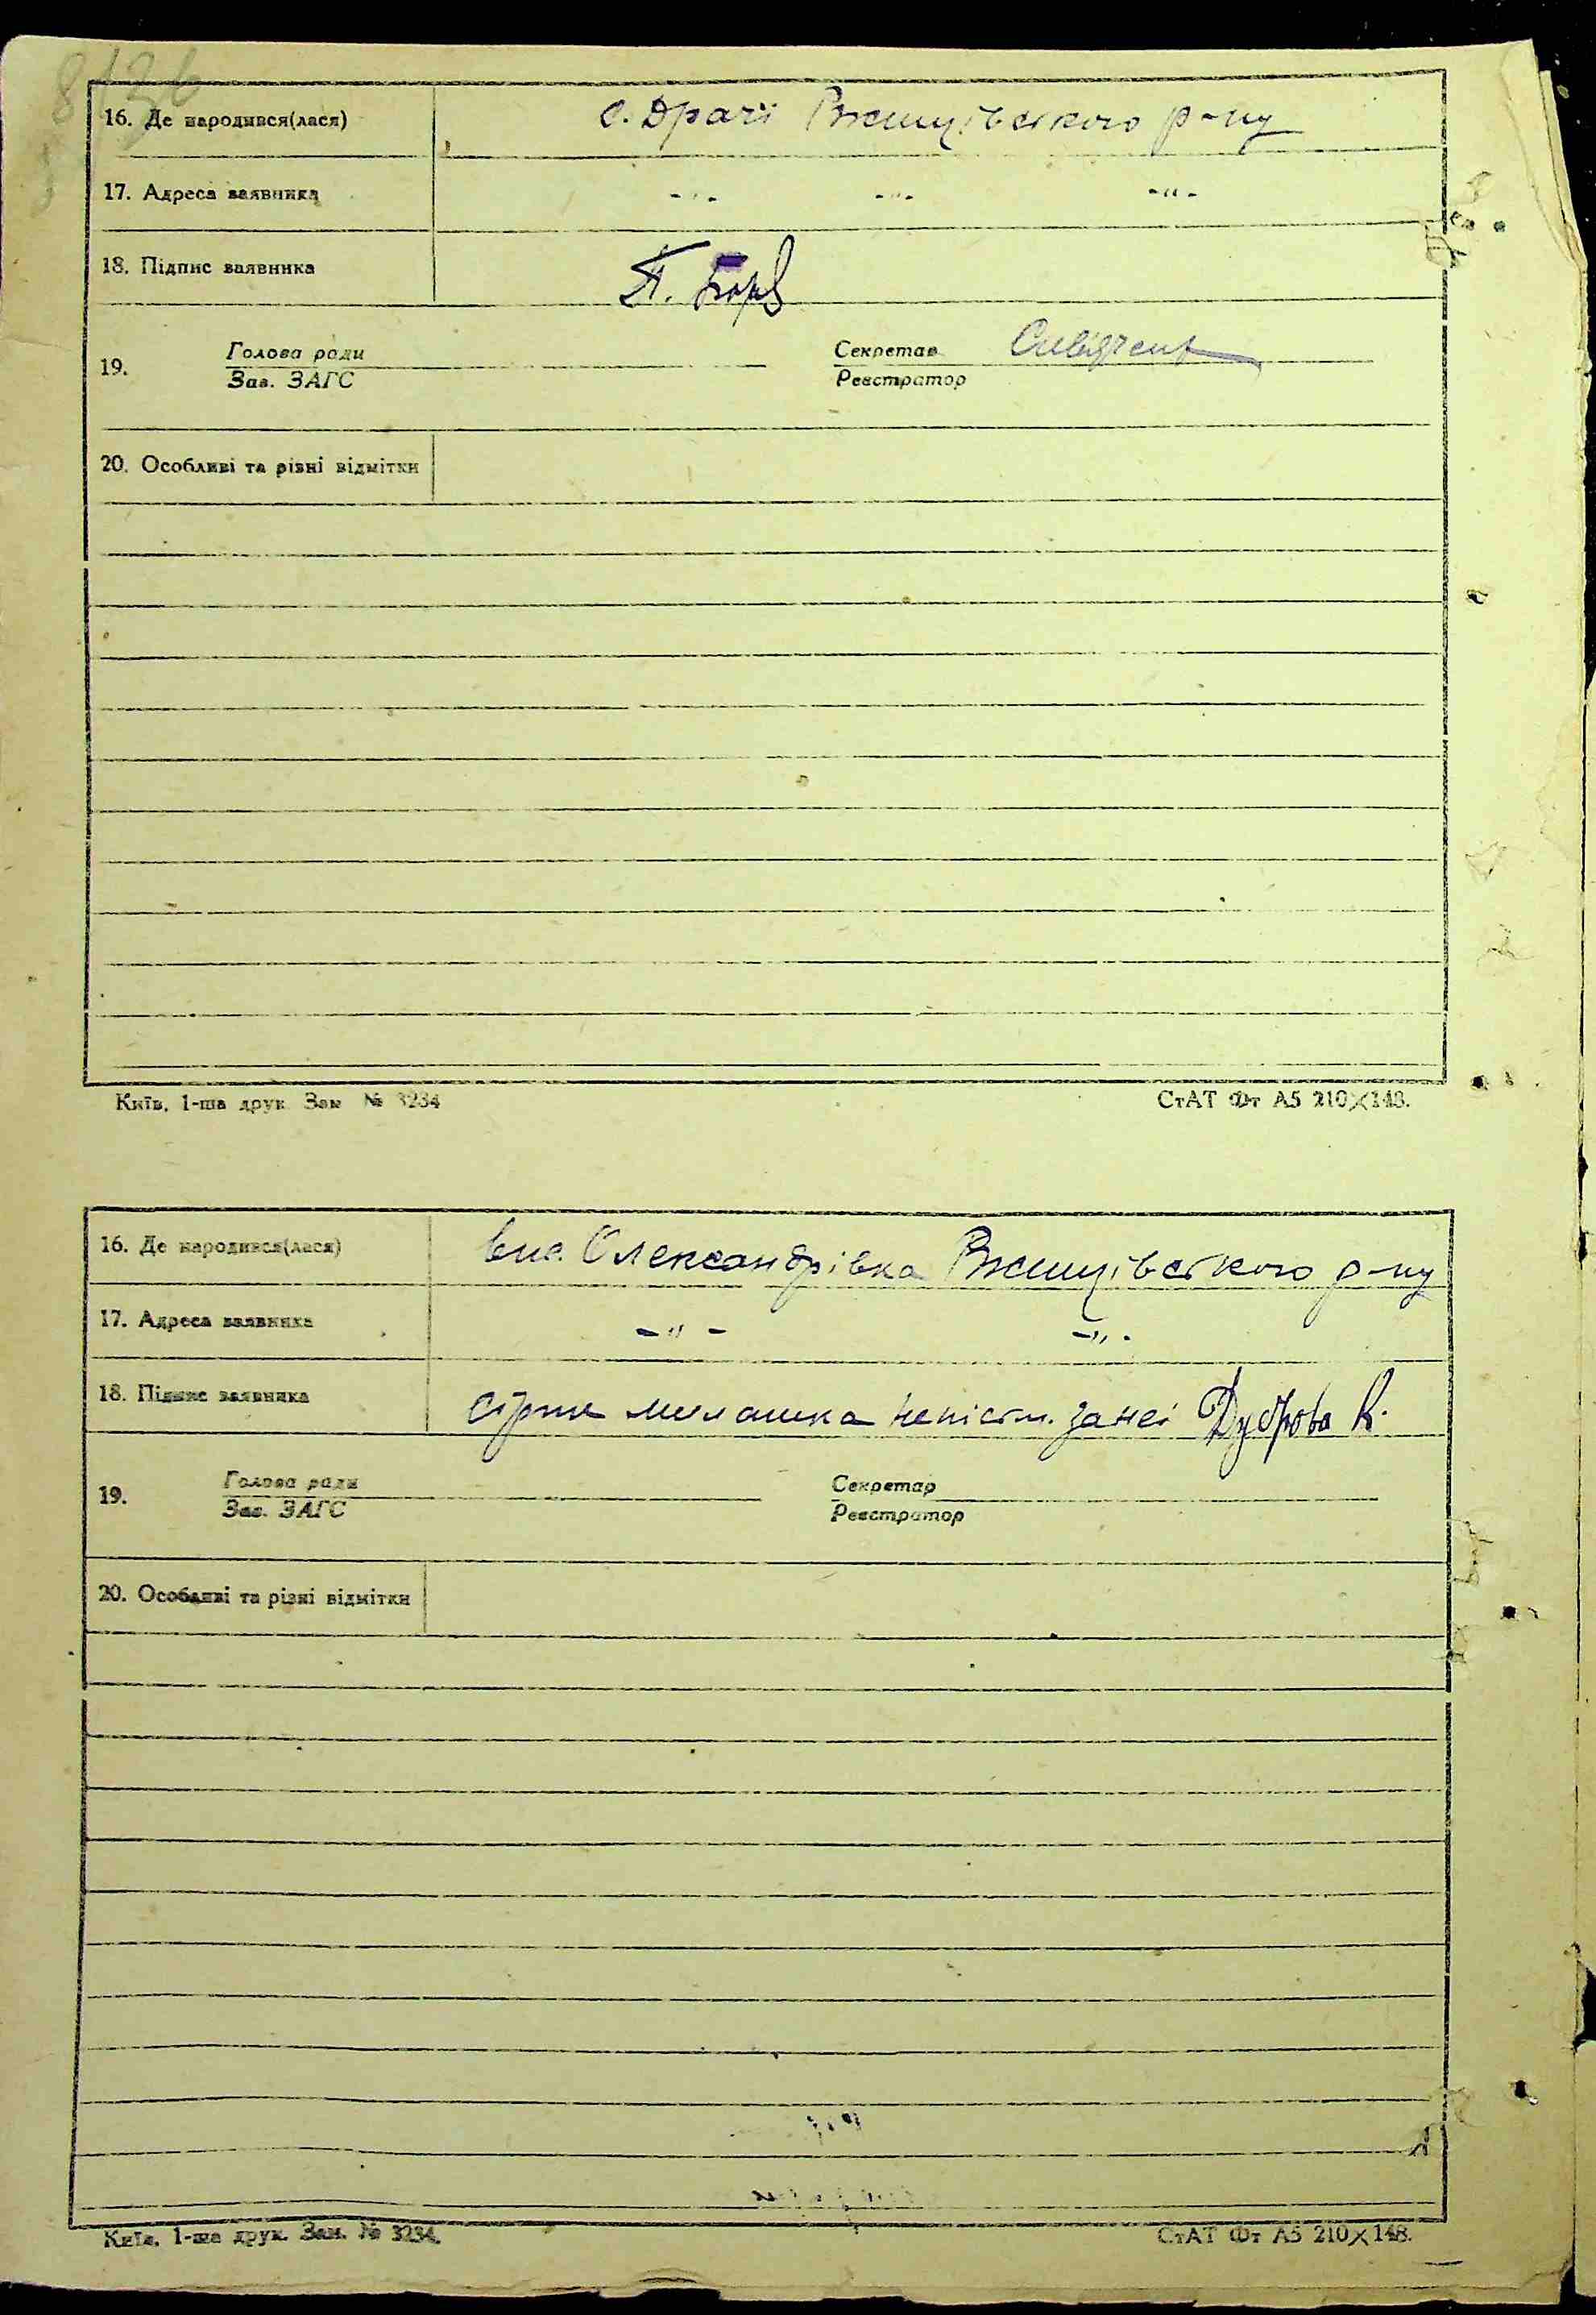 16. Де народився(лася) с. Драчі Ржищівського р-ну
17. Адреса заявника -"- -"- -"-
18. Підпис заявника П.
19. Голова ради Секретар
Зав. ЗАГС Реєстратор
20. Особливі та різні відмітки
Київ, 1-ша друк. Зам. № 3234 СтАТ Фт А5 210×148.
16. Де народився(лася) вис. Олександрівка Ржищівського р-ну
17. Адреса заявника -"- -"-
18. Підпис заявника неписьм. за неї Дуброва К.
19. Голова ради Секретар
Зав. ЗАГС Реєстратор
20. Особливі та різні відмітки
Київ, 1-ша друк. Зам. № 3234. СтАТ Фт А5 210×148.